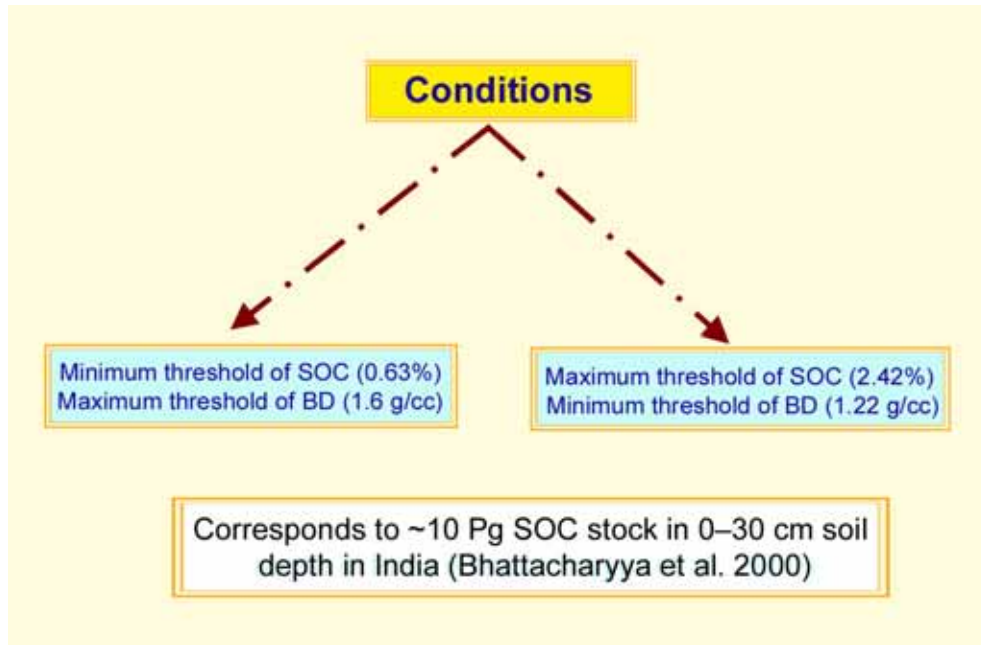 Conditions
Minimum threshold of SOC (0.63%)
Maximum threshold of BD (1.6 g/cc)
Maximum threshold of SOC (2.42%)
Minimum threshold of BD (1.22 g/cc)
Corresponds to ~10 Pg SOC stock in 0–30 cm soil
depth in India (Bhattacharyya et al. 2000)